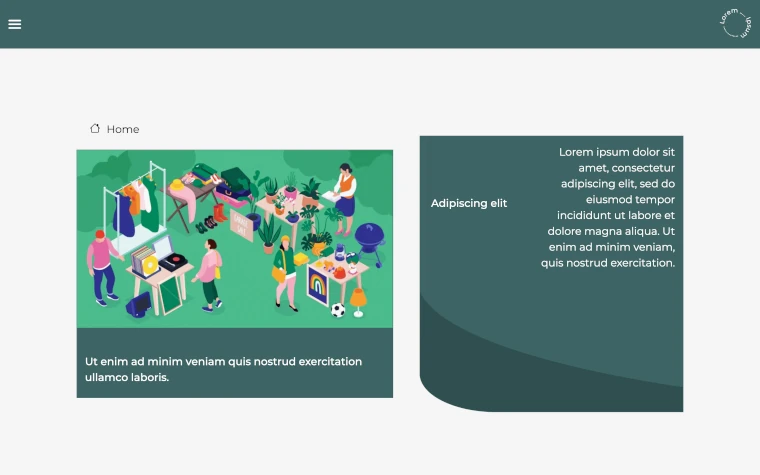 Lorem ipsum
Home
GARAGE
SALE
Ut enim ad minim veniam quis nostrud exercitation
ullamco laboris.
Adipiscing elit
Lorem ipsum dolor sit
amet, consectetur
adipiscing elit, sed do
eiusmod tempor
incididunt ut labore et
dolore magna aliqua. Ut
enim ad minim veniam,
quis nostrud exercitation.